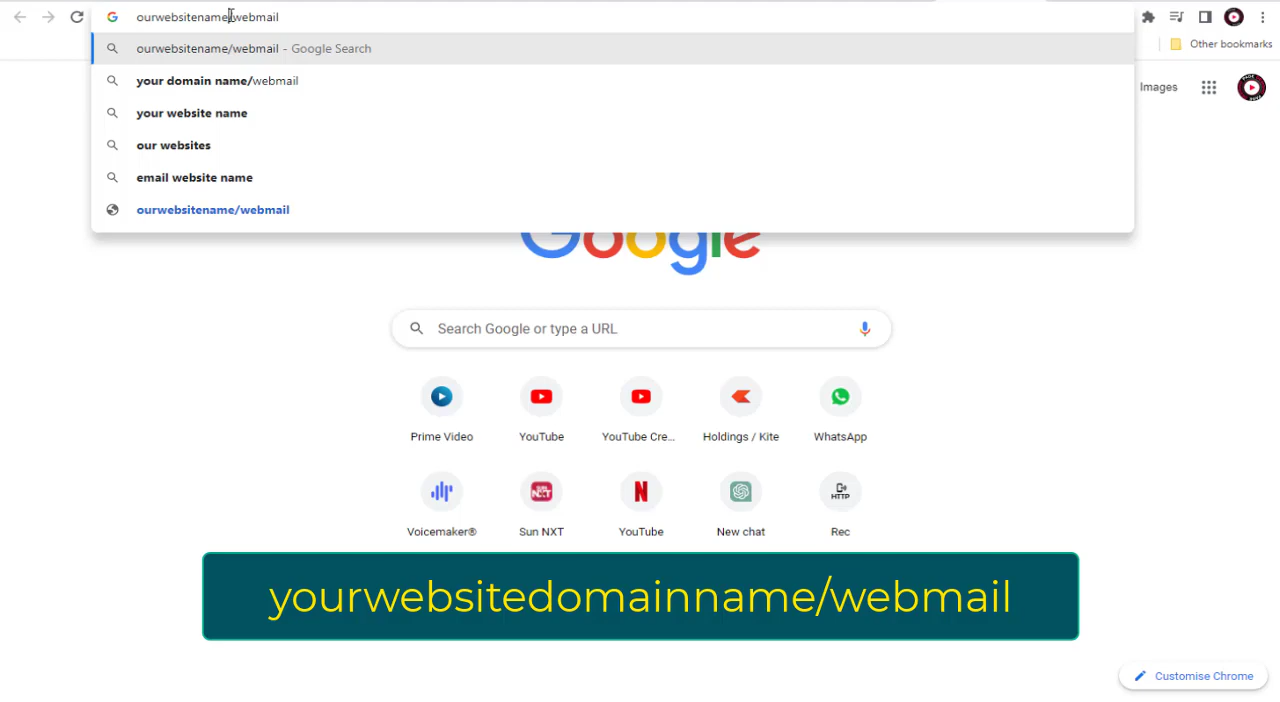 ourwebsitename/webmail
ourwebsitename/webmail - Google Search
your domain name/webmail
your website name
our websites
email website name
ourwebsitename/webmail
Other bookmarks
Images
Google
Search Google or type a URL
Prime Video
YouTube
YouTube Cre...
Holdings / Kite
WhatsApp
HTTP
Voicemaker®
Sun NXT
YouTube
New chat
Rec
yourwebsitedomainname/webmail
Customise Chrome